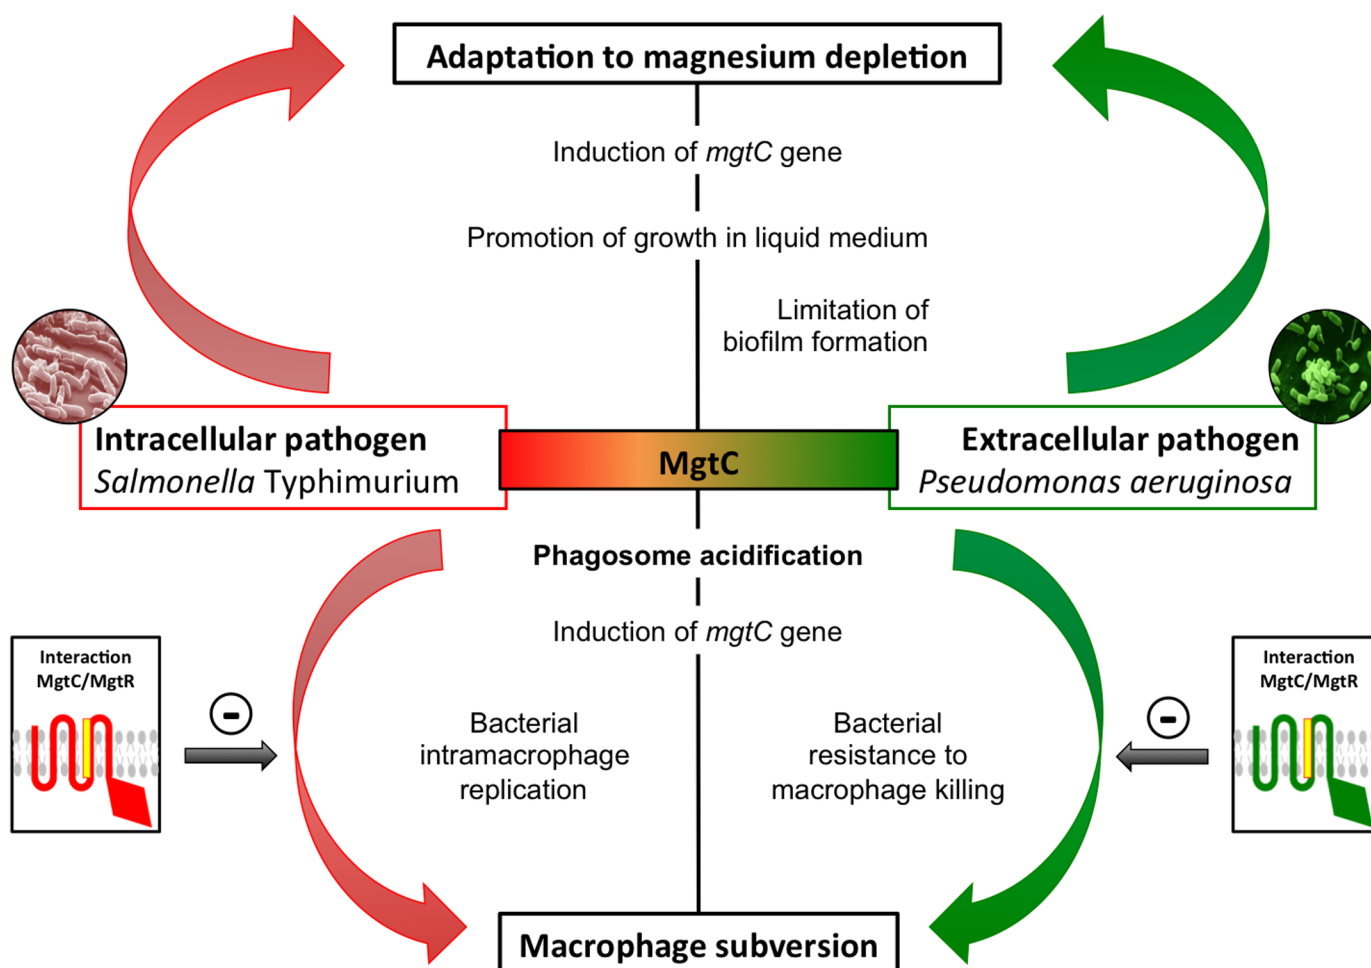 Adaptation to magnesium depletion
Induction of mgtC gene
Promotion of growth in liquid medium
Limitation of
biofilm formation
Intracellular pathogen
Salmonella Typhimurium
MgtC
Extracellular pathogen
Pseudomonas aeruginosa
Phagosome acidification
Induction of mgtC gene
Interaction
MgtC/MgtR
-
Bacterial
intramacrophage
replication
Bacterial
resistance to
macrophage killing
-
Interaction
MgtC/MgtR
Macrophage subversion